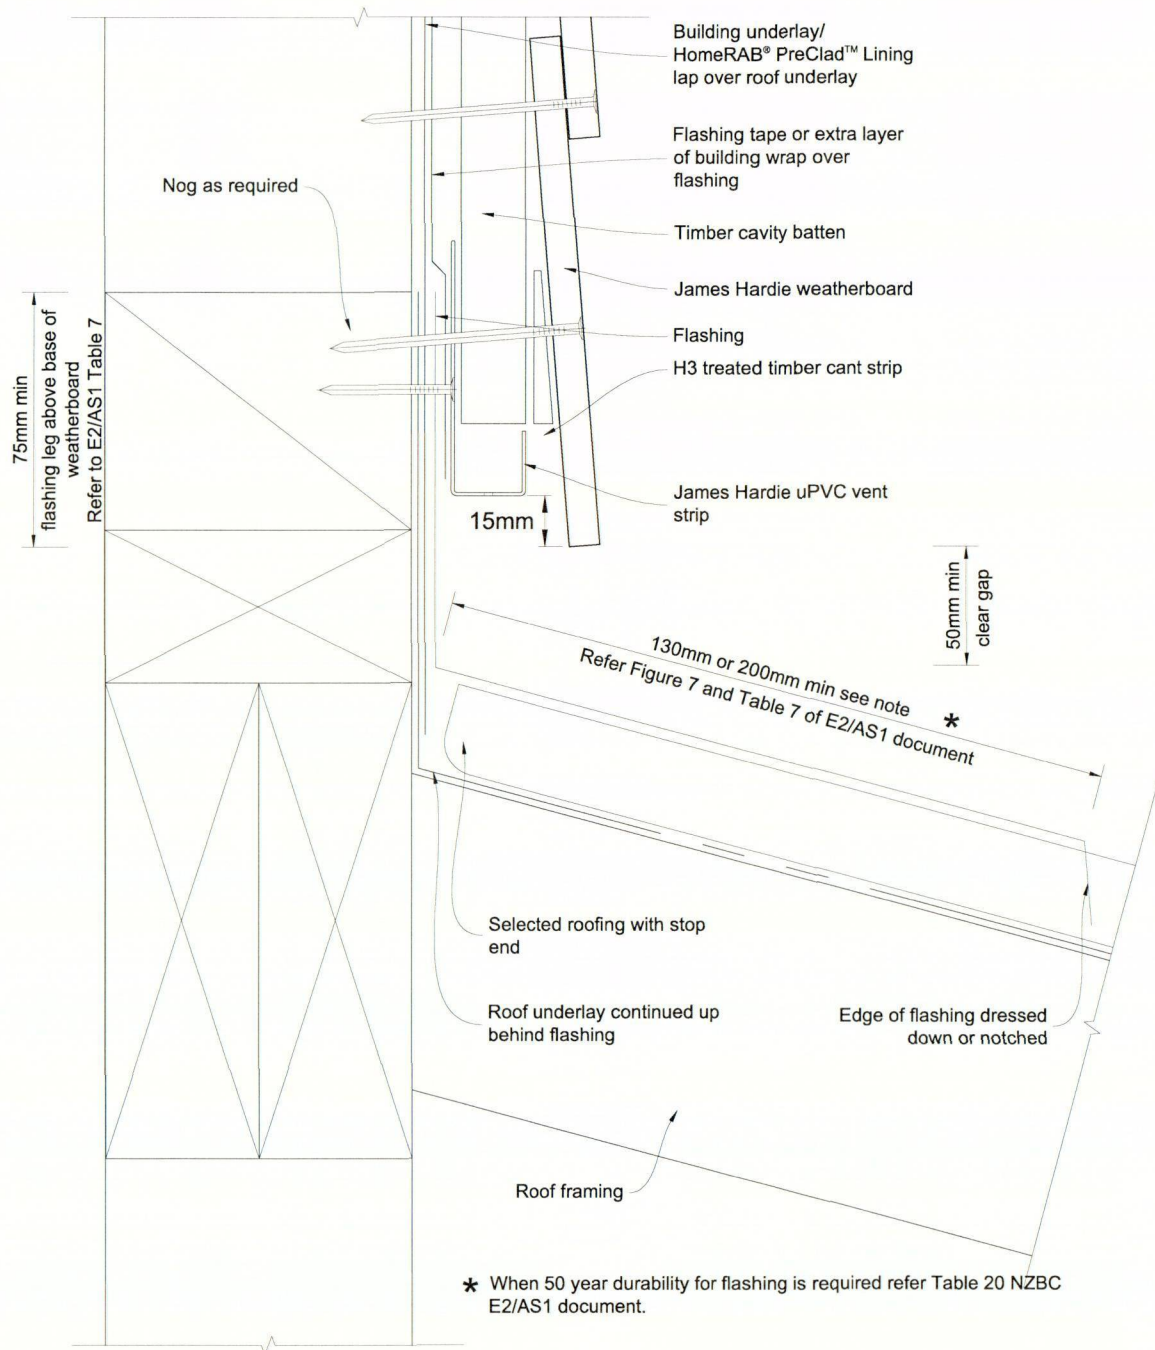 Building underlay/
HomeRAB® PreClad™ Lining
lap over roof underlay
Flashing tape or extra layer
of building wrap over
flashing
Nog as required
Timber cavity batten
James Hardie weatherboard
Flashing
H3 treated timber cant strip
75mm min
flashing leg above base of
weatherboard
Refer to E2/AS1 Table 7
James Hardie uPVC vent
strip
15mm
50mm min
clear gap
130mm or 200mm min see note
Refer Figure 7 and Table 7 of E2/AS1 document
*
Selected roofing with stop
end
Roof underlay continued up
behind flashing
Edge of flashing dressed
down or notched
Roof framing
* When 50 year durability for flashing is required refer Table 20 NZBC
E2/AS1 document.